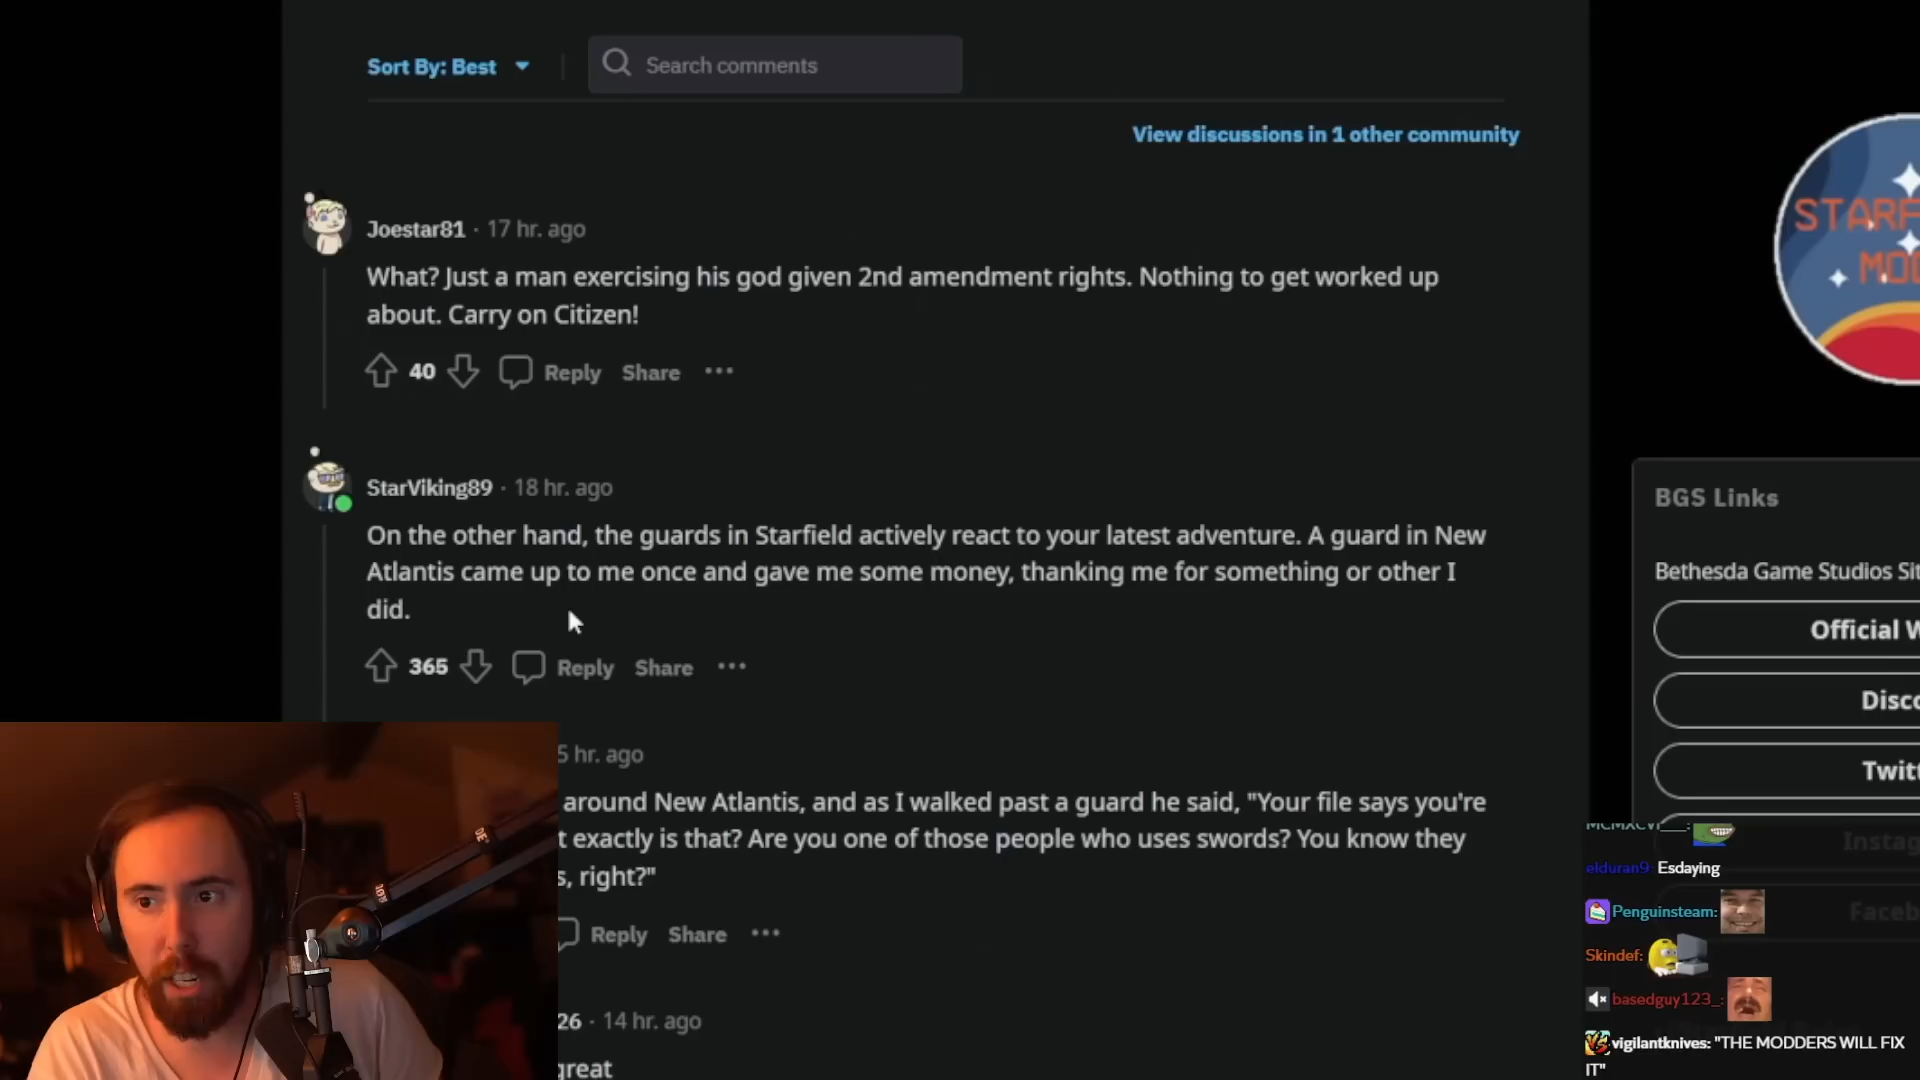 Sort By: Best
Search comments
View discussions in 1 other community
Joestar81 · 17 hr. ago
What? Just a man exercising his god given 2nd amendment rights. Nothing to get worked up
about. Carry on Citizen!
40
Reply
Share
StarViking89 · 18 hr. ago
On the other hand, the guards in Starfield actively react to your latest adventure. A guard in New
Atlantis came up to me once and gave me some money, thanking me for something or other I
did.
365
Reply
Share
5 hr. ago
around New Atlantis, and as I walked past a guard he said, "Your file says you're
t exactly is that? Are you one of those people who uses swords? You know they
s, right?"
Reply
Share
26 · 14 hr. ago
great
STARF
MOD
BGS Links
Bethesda Game Studios Sit
Official W
Disco
Twitt
Instag
Faceb
elduran9: Esdaying
Penguinsteam:
Skindef:
basedguy123_:
vigilantknives: "THE MODDERS WILL FIX
IT"